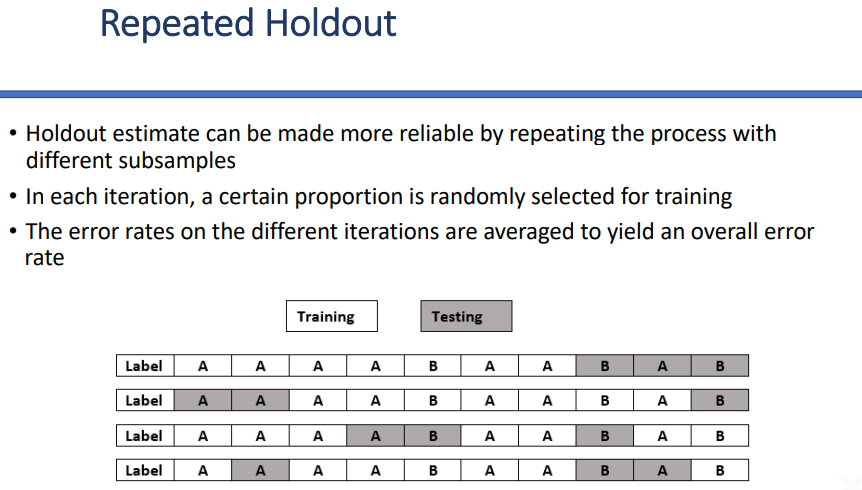 Repeated Holdout
• Holdout estimate can be made more reliable by repeating the process with
different subsamples
• In each iteration, a certain proportion is randomly selected for training
• The error rates on the different iterations are averaged to yield an overall error
rate
Training Testing
Label A A A A B A A B A B
Label A A A A B A A B A B
Label A A A A B A A B A B
Label A A A A B A A B A B